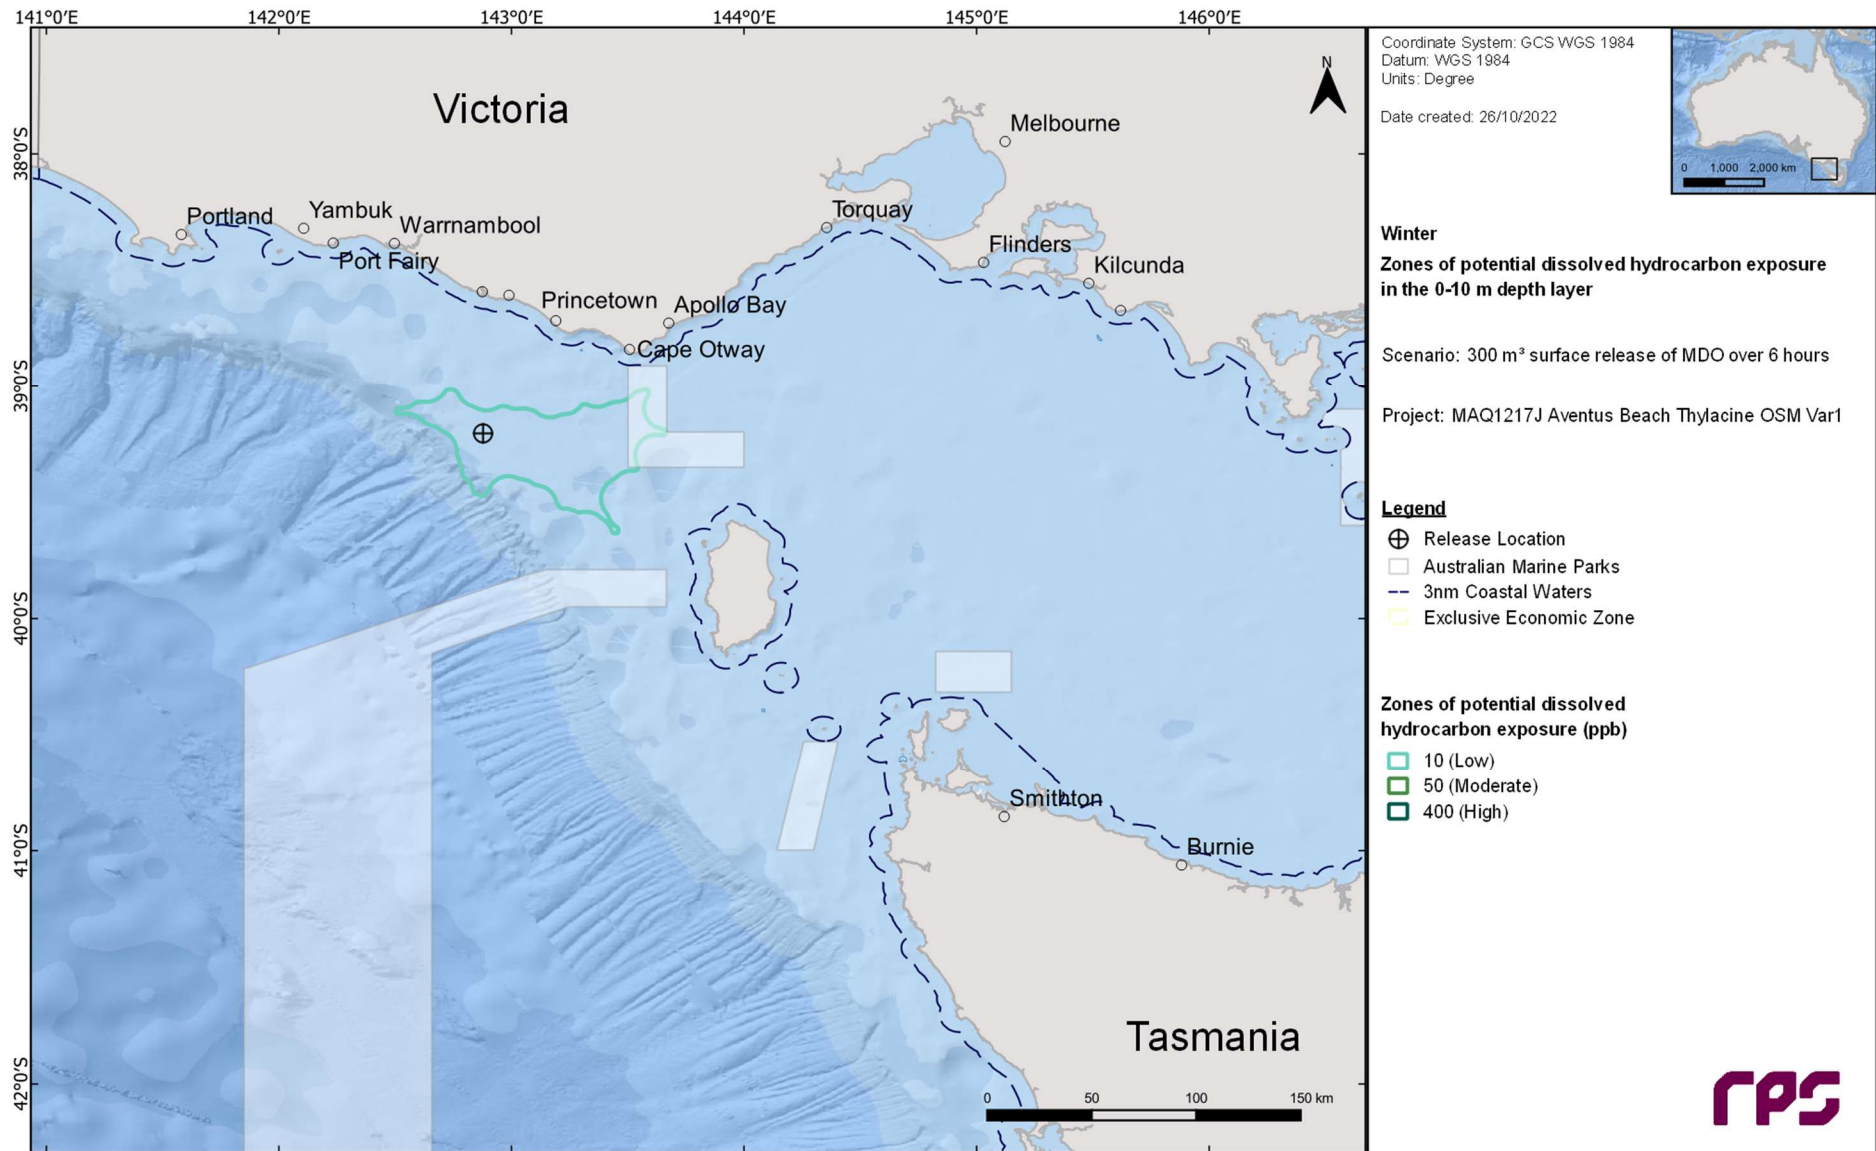 141°0'E 142°0'E 143°0'E 144°0'E 145°0'E 146°0'E
38°0'S
39°0'S
40°0'S
41°0'S
42°0'S
Victoria
N
Melbourne
Portland
Yambuk
Warrnambool
Port Fairy
Torquay
Flinders
Kilcunda
Princetown
Apollo Bay
Cape Otway
Smithton
Burnie
Tasmania
0 50 100 150 km
Coordinate System: GCS WGS 1984
Datum: WGS 1984
Units: Degree
Date created: 26/10/2022
0 1,000 2,000 km
Winter
Zones of potential dissolved hydrocarbon exposure
in the 0-10 m depth layer
Scenario: 300 m³ surface release of MDO over 6 hours
Project: MAQ1217J Aventus Beach Thylacine OSM Var1
Legend
Release Location
Australian Marine Parks
3nm Coastal Waters
Exclusive Economic Zone
Zones of potential dissolved
hydrocarbon exposure (ppb)
10 (Low)
50 (Moderate)
400 (High)
rps